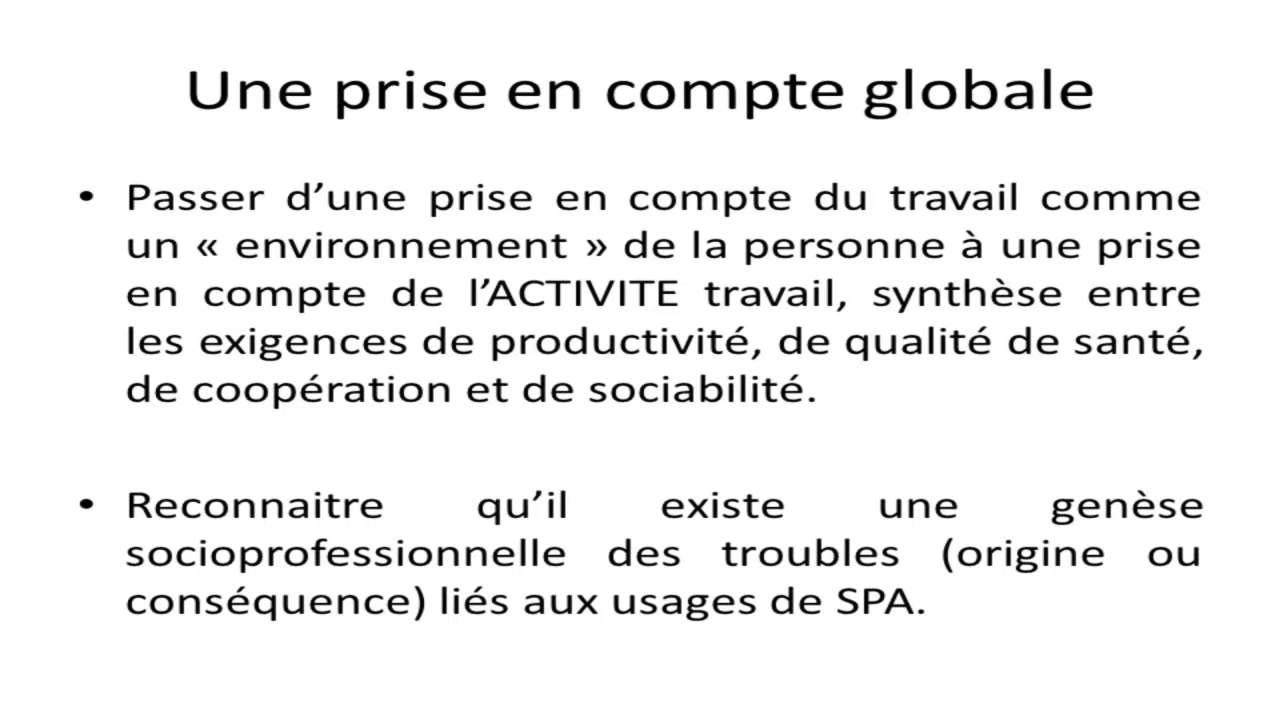 Une prise en compte globale
• Passer d’une prise en compte du travail comme
un « environnement » de la personne à une prise
en compte de l’ACTIVITE travail, synthèse entre
les exigences de productivité, de qualité de santé,
de coopération et de sociabilité.
• Reconnaitre qu’il existe une genèse
socioprofessionnelle des troubles (origine ou
conséquence) liés aux usages de SPA.